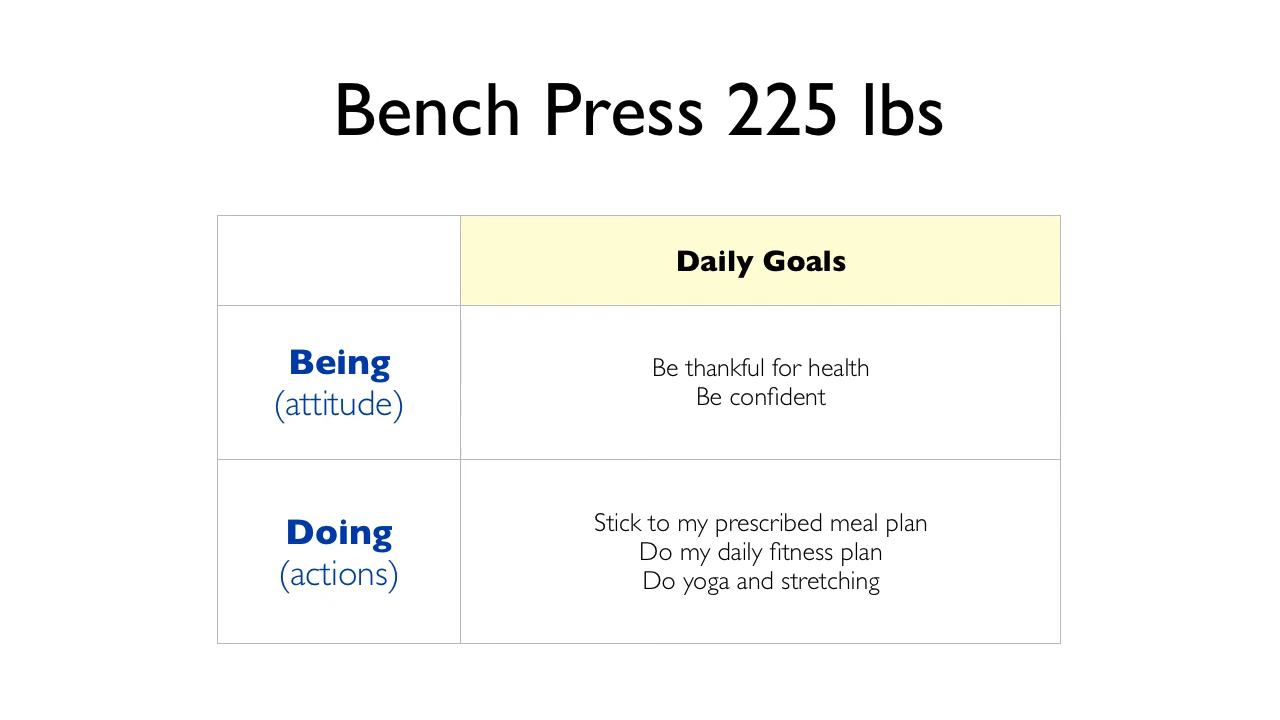 Bench Press 225 lbs
Daily Goals
Being
(attitude)
Be thankful for health
Be confident
Doing
(actions)
Stick to my prescribed meal plan
Do my daily fitness plan
Do yoga and stretching